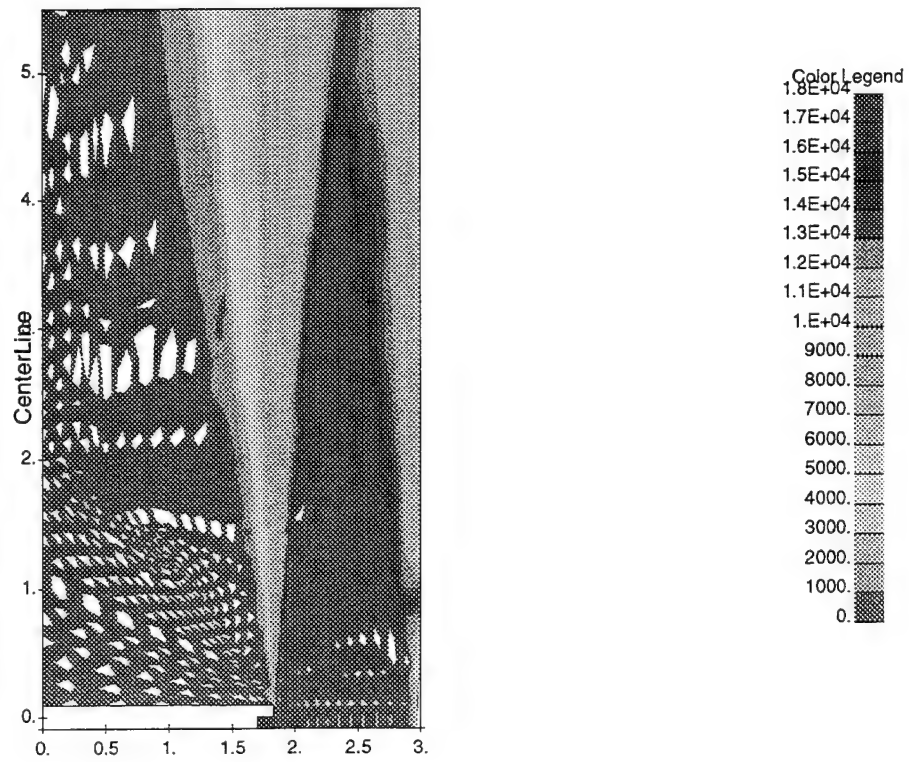 5.
4.
3.
CenterLine
2.
1.
0.
0. 0.5 1. 1.5 2. 2.5 3.
Color Legend
1.8E+04
1.7E+04
1.6E+04
1.5E+04
1.4E+04
1.3E+04
1.2E+04
1.1E+04
1.E+04
9000.
8000.
7000.
6000.
5000.
4000.
3000.
2000.
1000.
0.